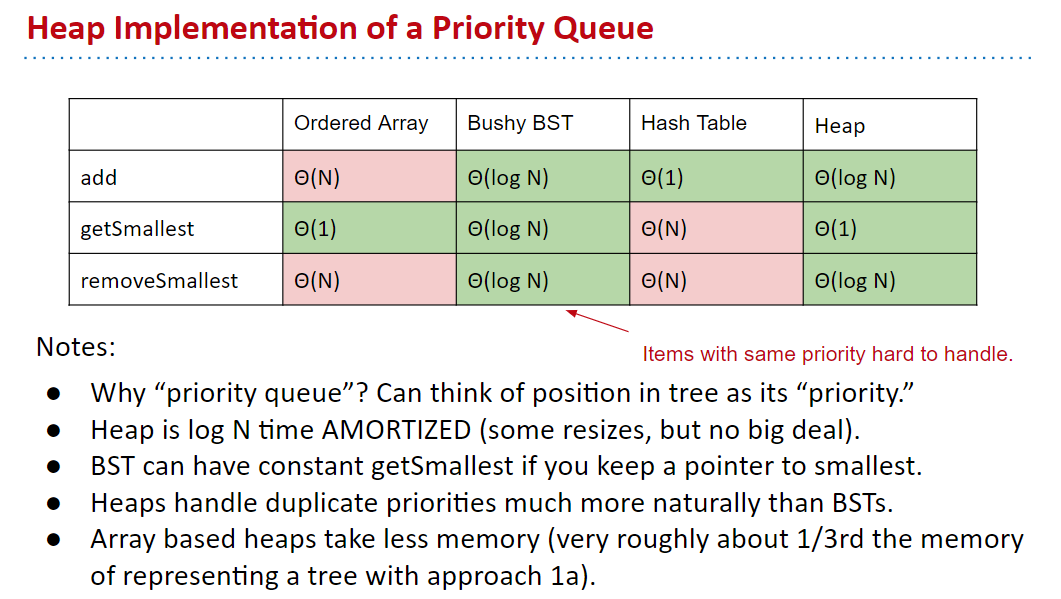 Heap Implementation of a Priority Queue
Ordered Array Bushy BST Hash Table Heap
add Θ(N) Θ(log N) Θ(1) Θ(log N)
getSmallest Θ(1) Θ(log N) Θ(N) Θ(1)
removeSmallest Θ(N) Θ(log N) Θ(N) Θ(log N)
Items with same priority hard to handle.
Notes:
● Why “priority queue”? Can think of position in tree as its “priority.”
● Heap is log N time AMORTIZED (some resizes, but no big deal).
● BST can have constant getSmallest if you keep a pointer to smallest.
● Heaps handle duplicate priorities much more naturally than BSTs.
● Array based heaps take less memory (very roughly about 1/3rd the memory
of representing a tree with approach 1a).